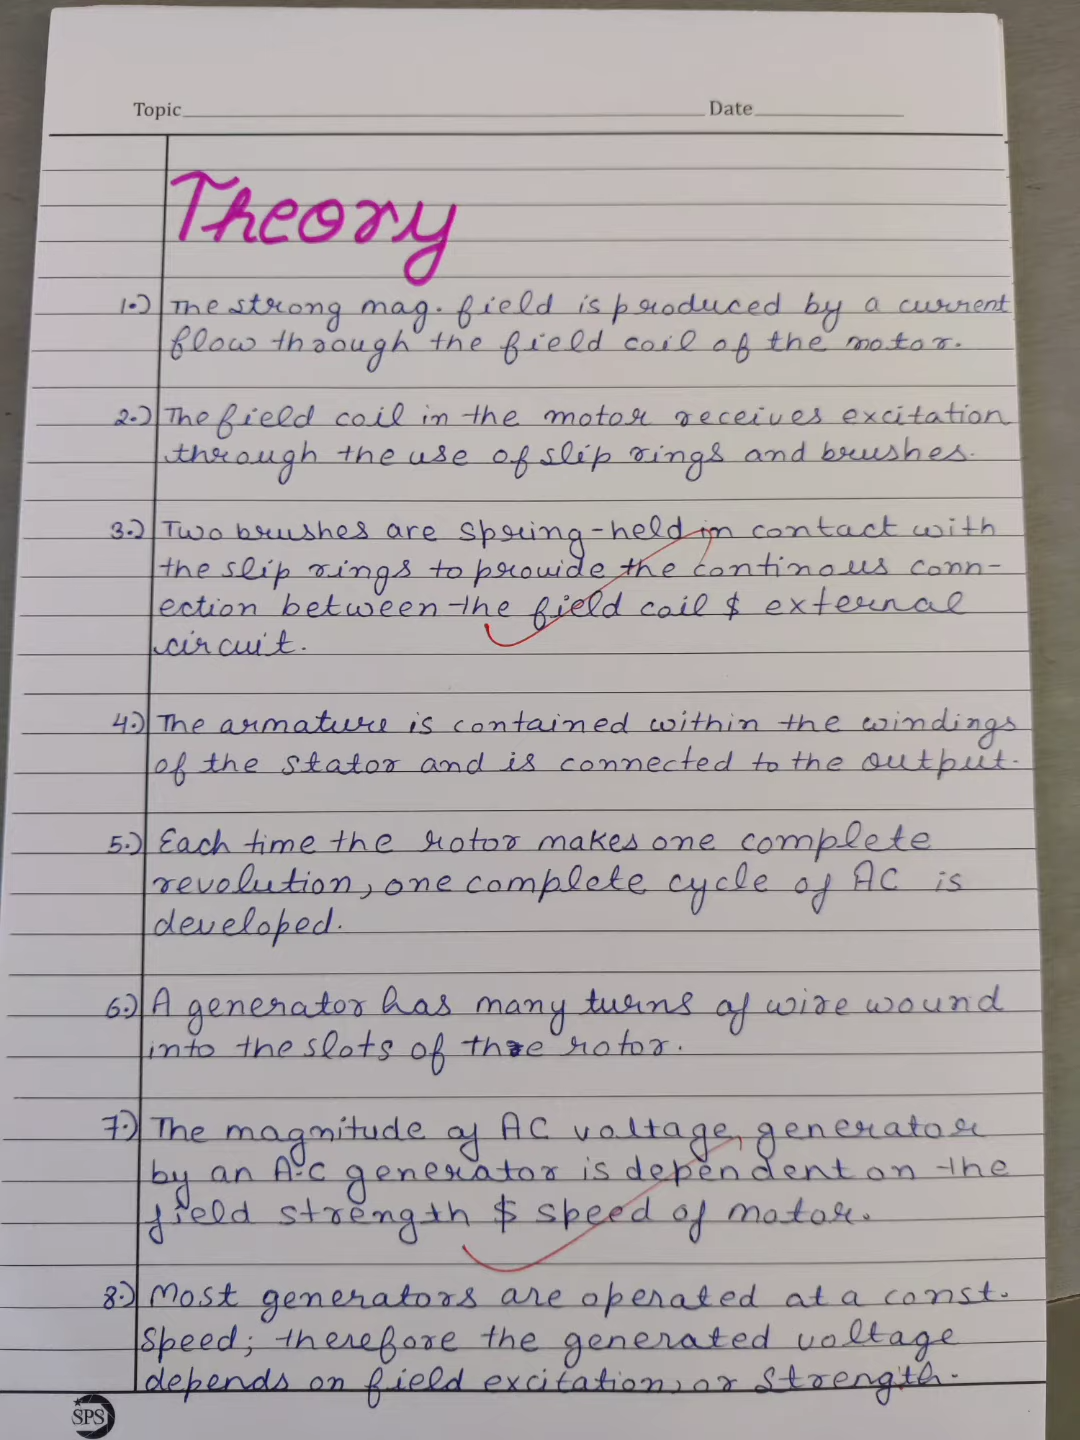 Topic Date
Theory
1.) The strong mag. field is produced by a current
flow through the field coil of the motor.
2.) The field coil in the motor receives excitation
through the use of slip rings and brushes.
3.) Two brushes are spring-held in contact with
the slip rings to provide the continous conn-
ection between the field coil $ external
circuit.
4.) The armature is contained within the windings
of the stator and is connected to the output.
5.) Each time the rotor makes one complete
revolution, one complete cycle of AC is
developed.
6.) A generator has many turns of wire wound
into the slots of the rotor.
7.) The magnitude of AC voltage, generator
by an A.C generator is dependent on the
field strength $ speed of motor.
8.) Most generators are operated at a const.
speed; therefore the generated voltage
depends on field excitation, or strength.
SPS